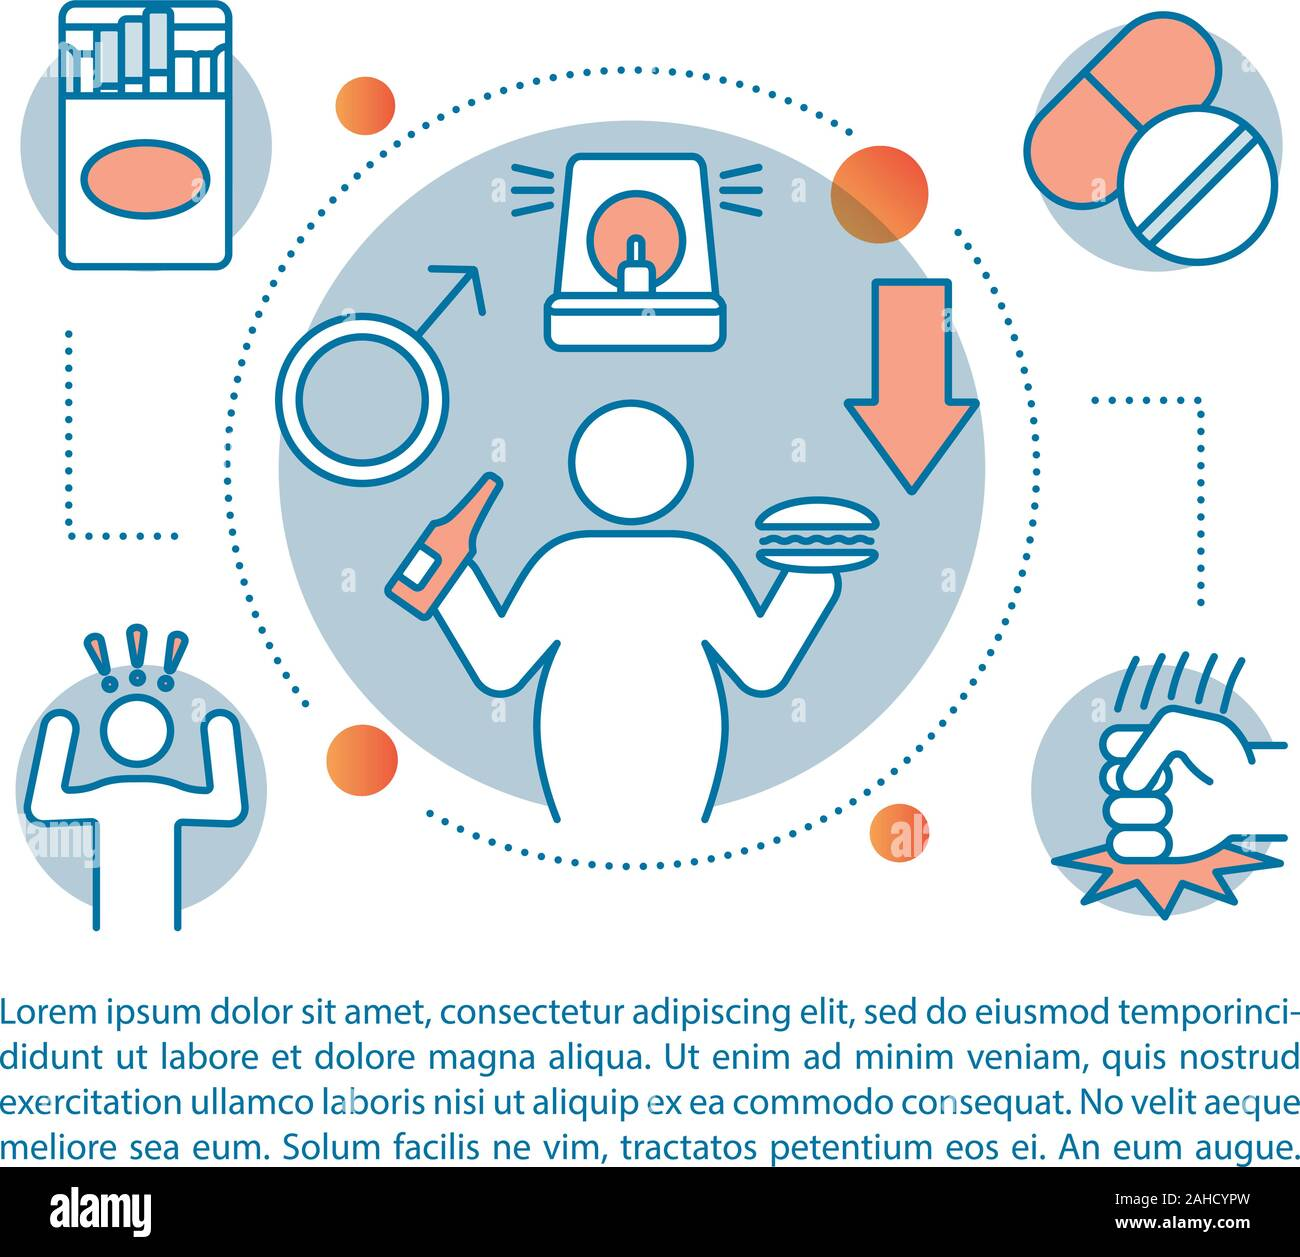 Lorem ipsum dolor sit amet, consectetur adipiscing elit, sed do eiusmod temporinci-
didunt ut labore et dolore magna aliqua. Ut enim ad minim veniam, quis nostrud
exercitation ullamco laboris nisi ut aliquip ex ea commodo consequat. No velit aeque
meliore sea eum. Solum facilis ne vim, tractatos petentium eos ei. An eum augue.
alamy
Image ID: 2AHCYPW
www.alamy.com